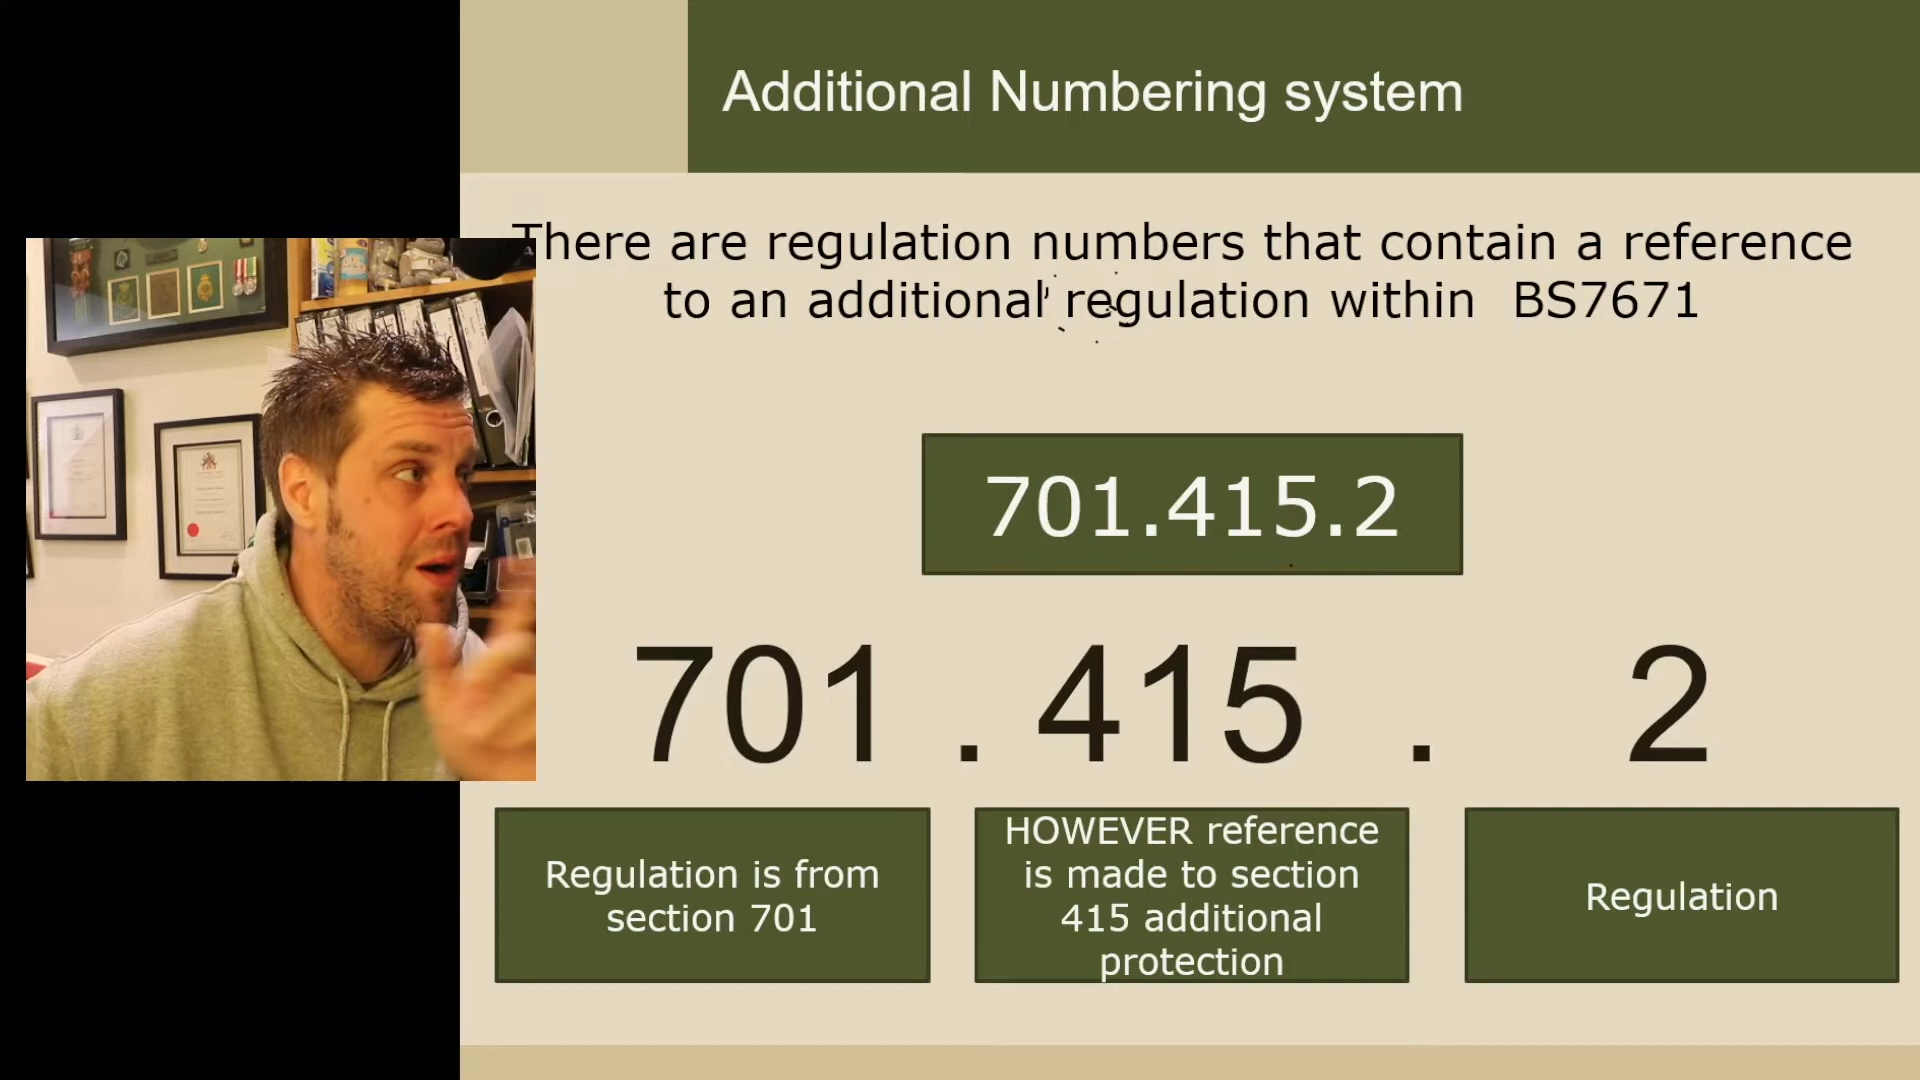 Additional Numbering system
There are regulation numbers that contain a reference
to an additional regulation within BS7671
701.415.2
701 . 415 . 2
Regulation is from
section 701
HOWEVER reference
is made to section
415 additional
protection
Regulation